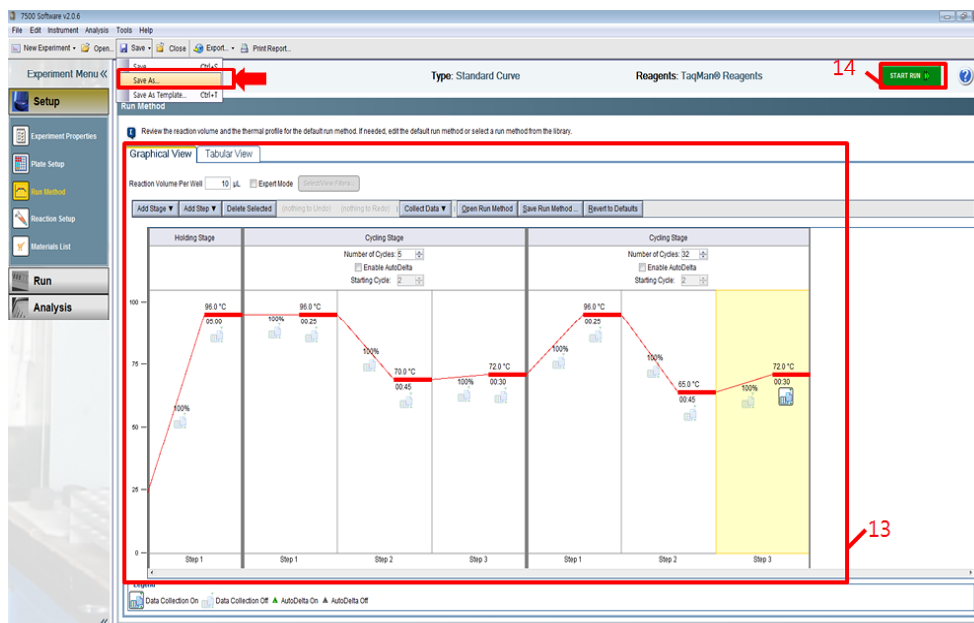 7500 Software v2.0.6
File Edit Instrument Analysis Tools Help
New Experiment Open... Save Close Export... Print Report...
Save Ctrl+S
Save As...
Save As Template... Ctrl+T
Experiment Menu «
Type: Standard Curve Reagents: TaqMan® Reagents 14 START RUN
Setup
Run Method
Experiment Properties
Plate Setup
Run Method
Reaction Setup
Materials List
Run
Analysis
Review the reaction volume and the thermal profile for the default run method. If needed, edit the default run method or select a run method from the library.
Graphical View Tabular View
Reaction Volume Per Well 10 µL Expert Mode Select/View Filters
Add Stage ▼ Add Step ▼ Delete Selected (nothing to Undo) (nothing to Redo) Collect Data ▼ Open Run Method Save Run Method... Revert to Defaults
Holding Stage Cycling Stage Cycling Stage
Number of Cycles: 5 Number of Cycles: 32
Enable AutoDelta Enable AutoDelta
Starting Cycle: 2 Starting Cycle: 2
100
96.0 °C 96.0 °C 96.0 °C
05:00 100% 00:25 00:25
100% 100% 100%
75
70.0 °C 72.0 °C 72.0 °C
00:45 100% 00:30 65.0 °C 100% 00:30
00:45
100%
50
25
13
0
Step 1 Step 1 Step 2 Step 3 Step 1 Step 2 Step 3
Legend
Data Collection On Data Collection Off ▲ AutoDelta On ▲ AutoDelta Off
«